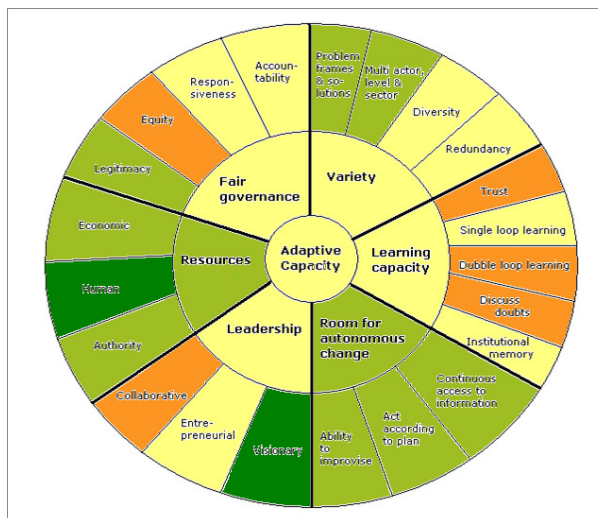 Adaptive
Capacity
Variety
Problem
frames
& so-
lutions
Multi actor,
level &
sector
Diversity
Redundancy
Learning
capacity
Trust
Single loop learning
Dubble loop learning
Discuss
doubts
Institutional
memory
Room for
autonomous
change
Continuous
access to
information
Act
according
to plan
Ability
to
improvise
Leadership
Visionary
Entre-
preneurial
Collaborative
Resources
Authority
Human
Economic
Fair
governance
Legitimacy
Equity
Respon-
siveness
Accoun-
tability